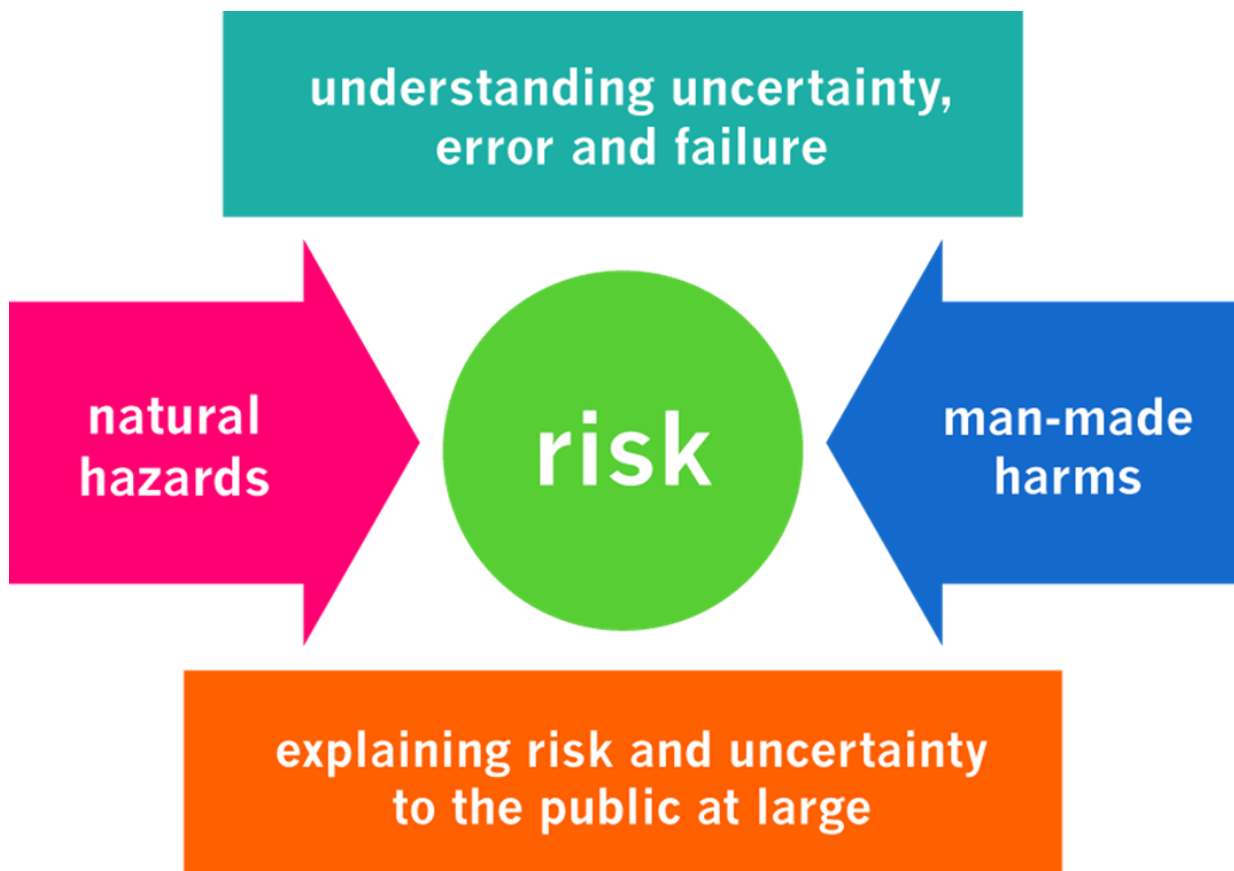 understanding uncertainty,
error and failure
natural
hazards
risk
man-made
harms
explaining risk and uncertainty
to the public at large